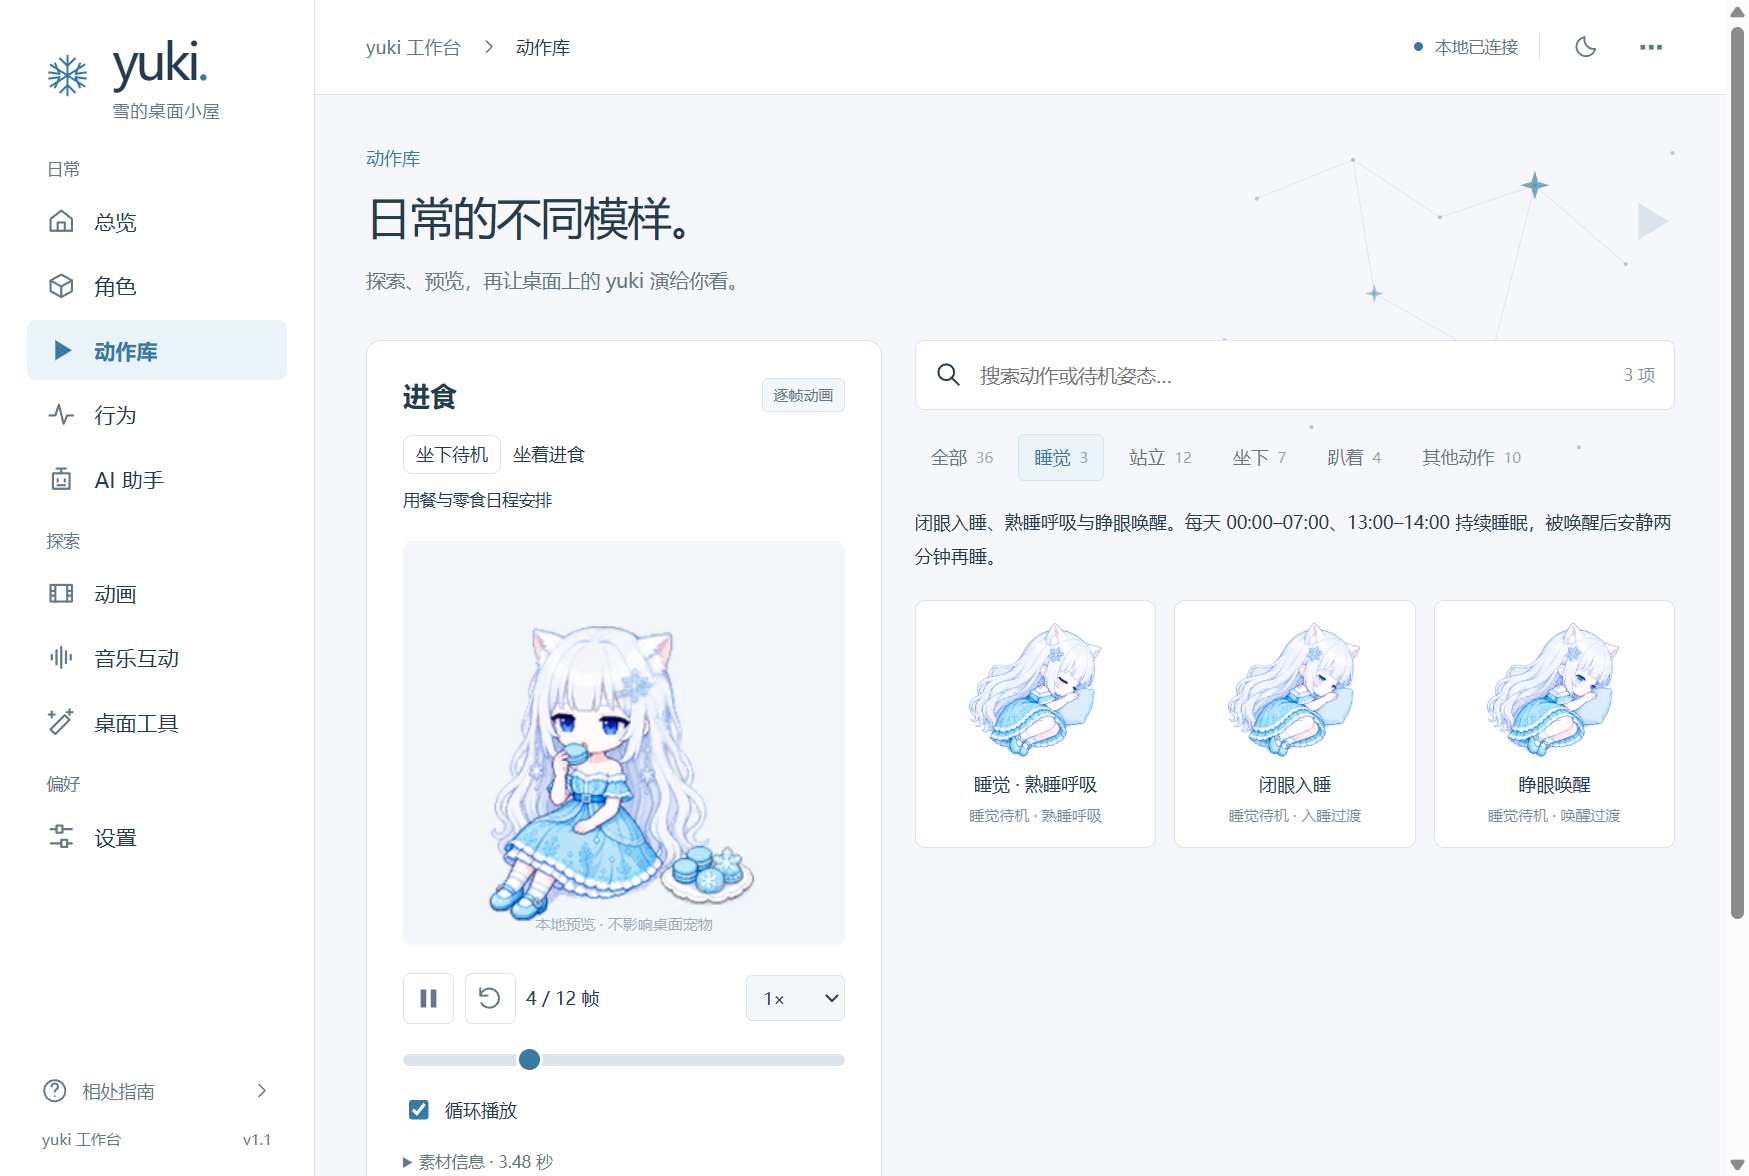 yuki.
雪的桌面小屋
日常
总览
角色
动作库
行为
AI 助手
探索
动画
音乐互动
桌面工具
偏好
设置
相处指南
yuki 工作台 v1.1
yuki 工作台 动作库
本地已连接
动作库
日常的不同模样。
探索、预览，再让桌面上的 yuki 演给你看。
进食 逐帧动画
坐下待机 坐着进食
用餐与零食日程安排
本地预览 · 不影响桌面宠物
4 / 12 帧 1×
循环播放
素材信息 · 3.48 秒
搜索动作或待机姿态... 3 项
全部 36 睡觉 3 站立 12 坐下 7 趴着 4 其他动作 10
闭眼入睡、熟睡呼吸与睁眼唤醒。每天 00:00–07:00、13:00–14:00 持续睡眠，被唤醒后安静两
分钟再睡。
睡觉 · 熟睡呼吸
睡觉待机 · 熟睡呼吸
闭眼入睡
睡觉待机 · 入睡过渡
睁眼唤醒
睡觉待机 · 唤醒过渡